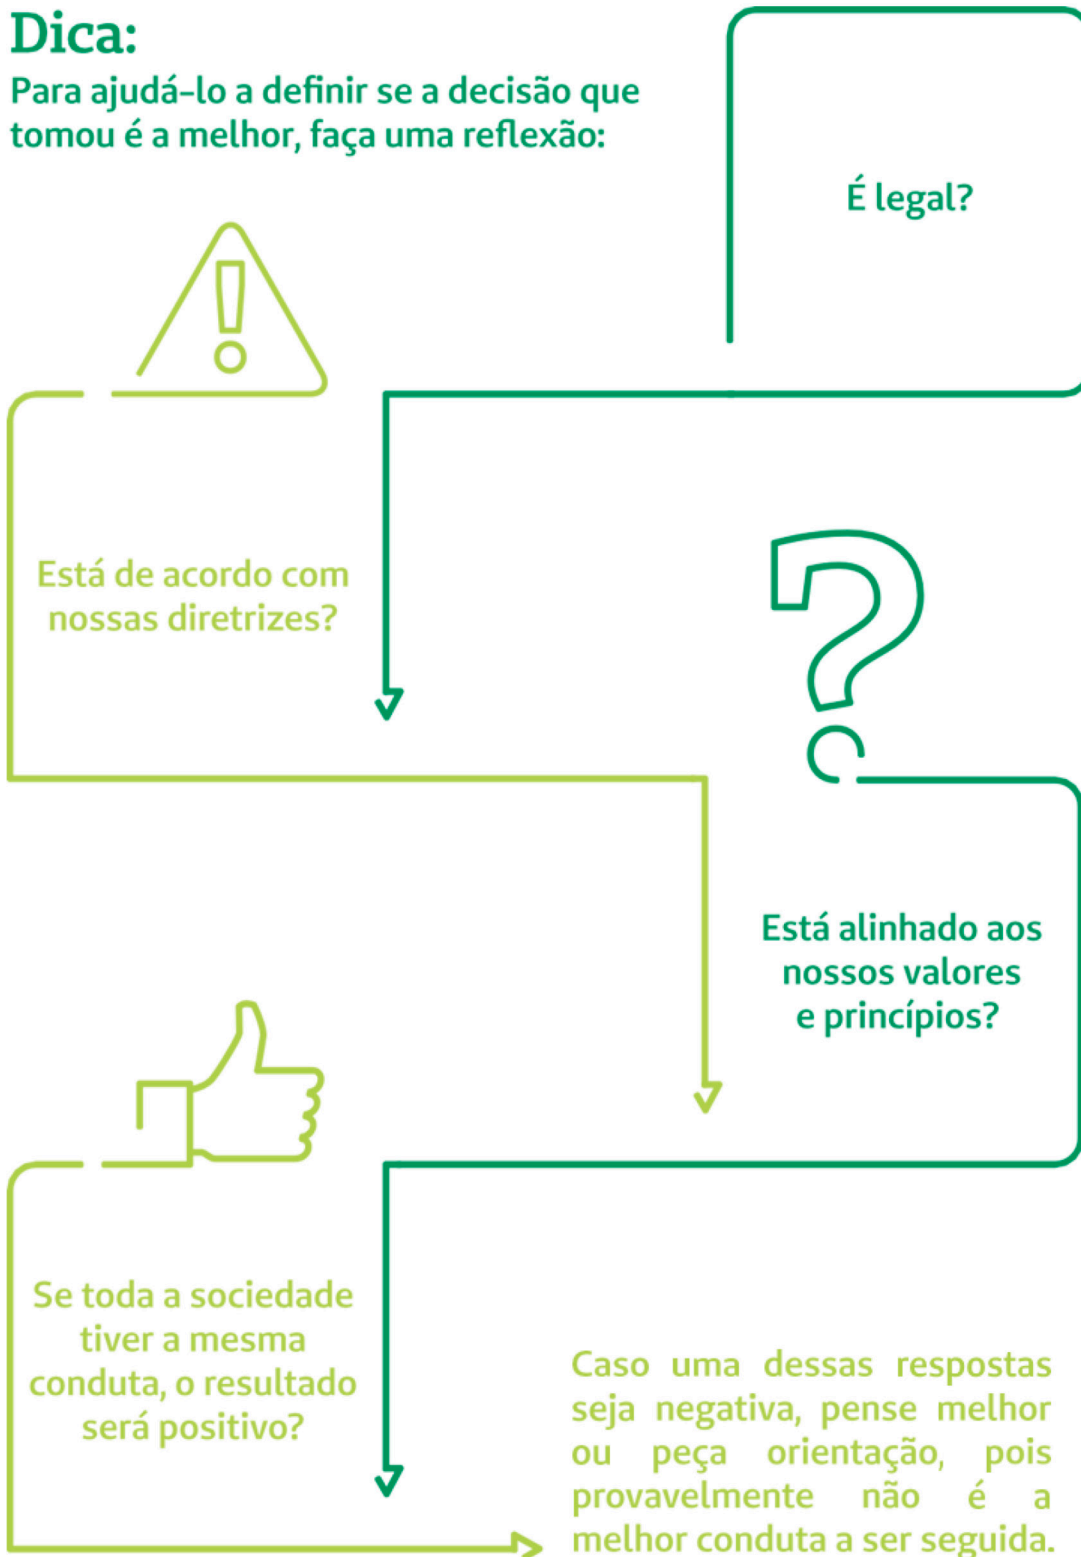 Dica:
Para ajudá-lo a definir se a decisão que
tomou é a melhor, faça uma reflexão:
É legal?
Está de acordo com
nossas diretrizes?
Está alinhado aos
nossos valores
e princípios?
Se toda a sociedade
tiver a mesma
conduta, o resultado
será positivo?
Caso uma dessas respostas
seja negativa, pense melhor
ou peça orientação, pois
provavelmente não é a
melhor conduta a ser seguida.